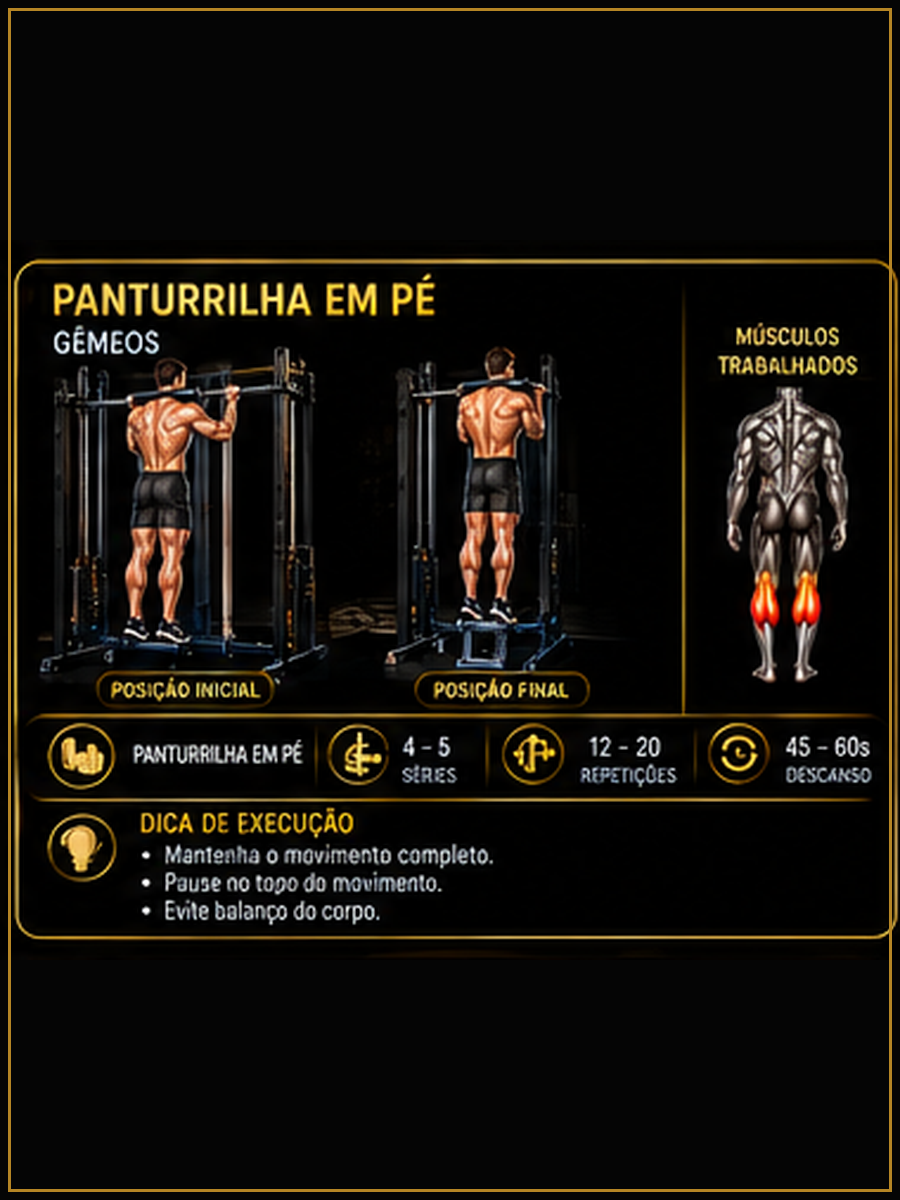 PANTURRILHA EM PÉ
GÊMEOS
MÚSCULOS
TRABALHADOS
POSIÇÃO INICIAL
POSIÇÃO FINAL
PANTURRILHA EM PÉ
4 – 5
SÉRIES
12 – 20
REPETIÇÕES
45 – 60s
DESCANSO
DICA DE EXECUÇÃO
• Mantenha o movimento completo.
• Pause no topo do movimento.
• Evite balanço do corpo.